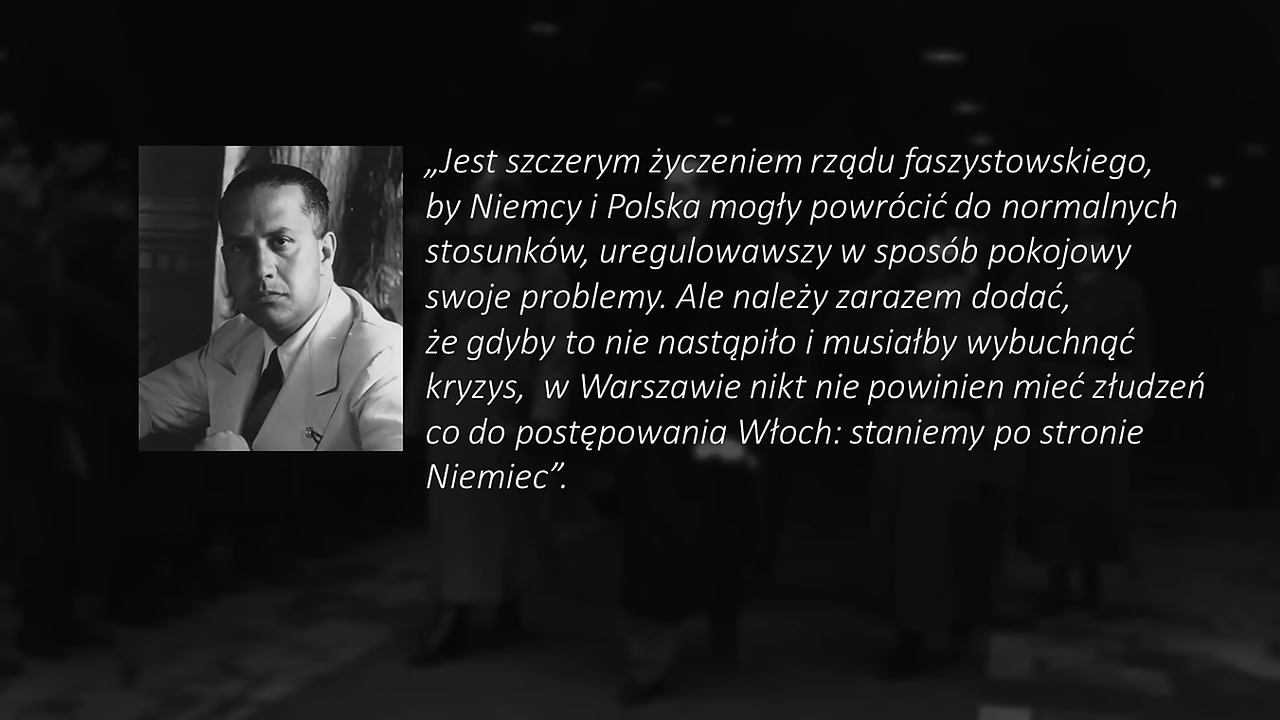 „Jest szczerym życzeniem rządu faszystowskiego,
by Niemcy i Polska mogły powrócić do normalnych
stosunków, uregulowawszy w sposób pokojowy
swoje problemy. Ale należy zarazem dodać,
że gdyby to nie nastąpiło i musiałby wybuchnąć
kryzys,  w Warszawie nikt nie powinien mieć złudzeń
co do postępowania Włoch: staniemy po stronie
Niemiec”.